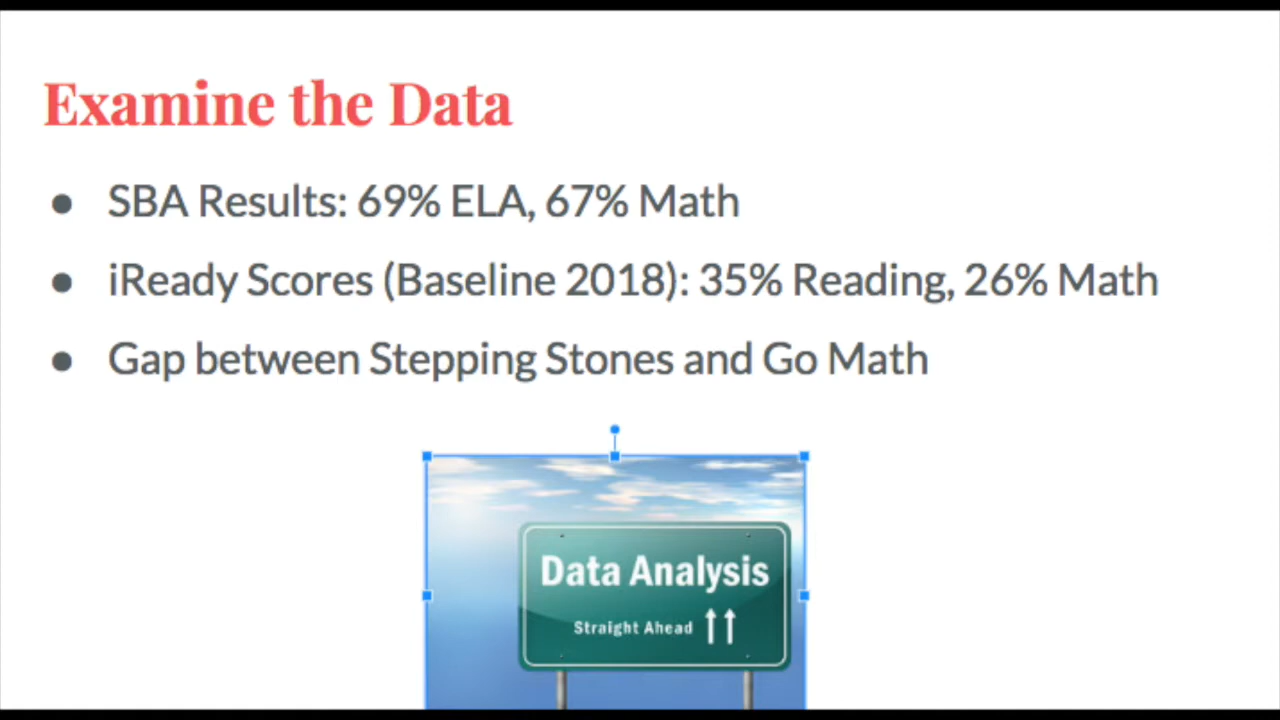 Examine the Data
● SBA Results: 69% ELA, 67% Math
● iReady Scores (Baseline 2018): 35% Reading, 26% Math
● Gap between Stepping Stones and Go Math
Data Analysis
Straight Ahead